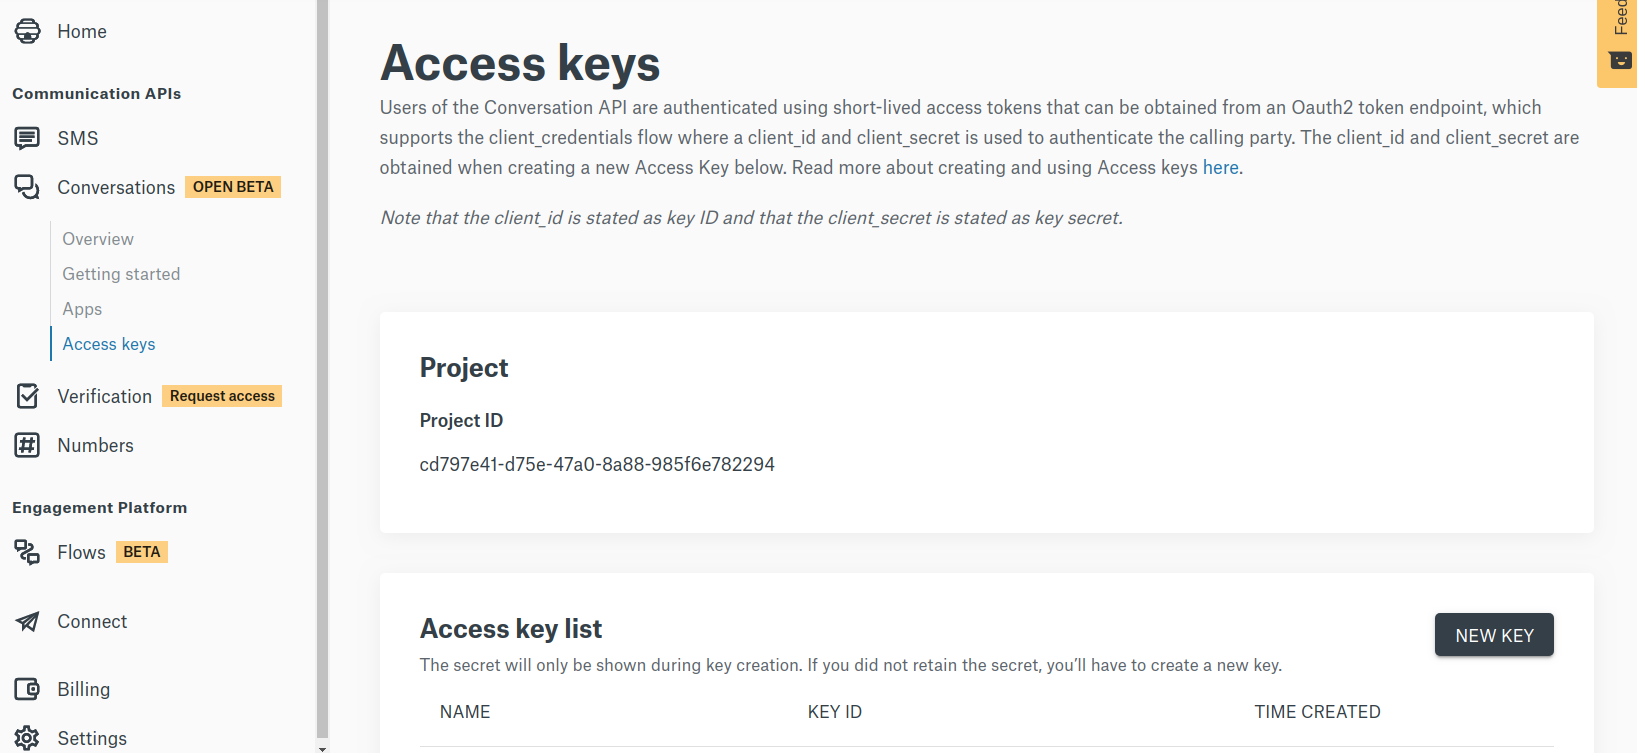 Home
Communication APIs
SMS
Conversations OPEN BETA
Overview
Getting started
Apps
Access keys
Verification Request access
Numbers
Engagement Platform
Flows BETA
Connect
Billing
Settings
Access keys
Users of the Conversation API are authenticated using short-lived access tokens that can be obtained from an Oauth2 token endpoint, which
supports the client_credentials flow where a client_id and client_secret is used to authenticate the calling party. The client_id and client_secret are
obtained when creating a new Access Key below. Read more about creating and using Access keys here.
Note that the client_id is stated as key ID and that the client_secret is stated as key secret.
Project
Project ID
cd797e41-d75e-47a0-8a88-985f6e782294
Access key list
NEW KEY
The secret will only be shown during key creation. If you did not retain the secret, you’ll have to create a new key.
NAME KEY ID TIME CREATED
Feed